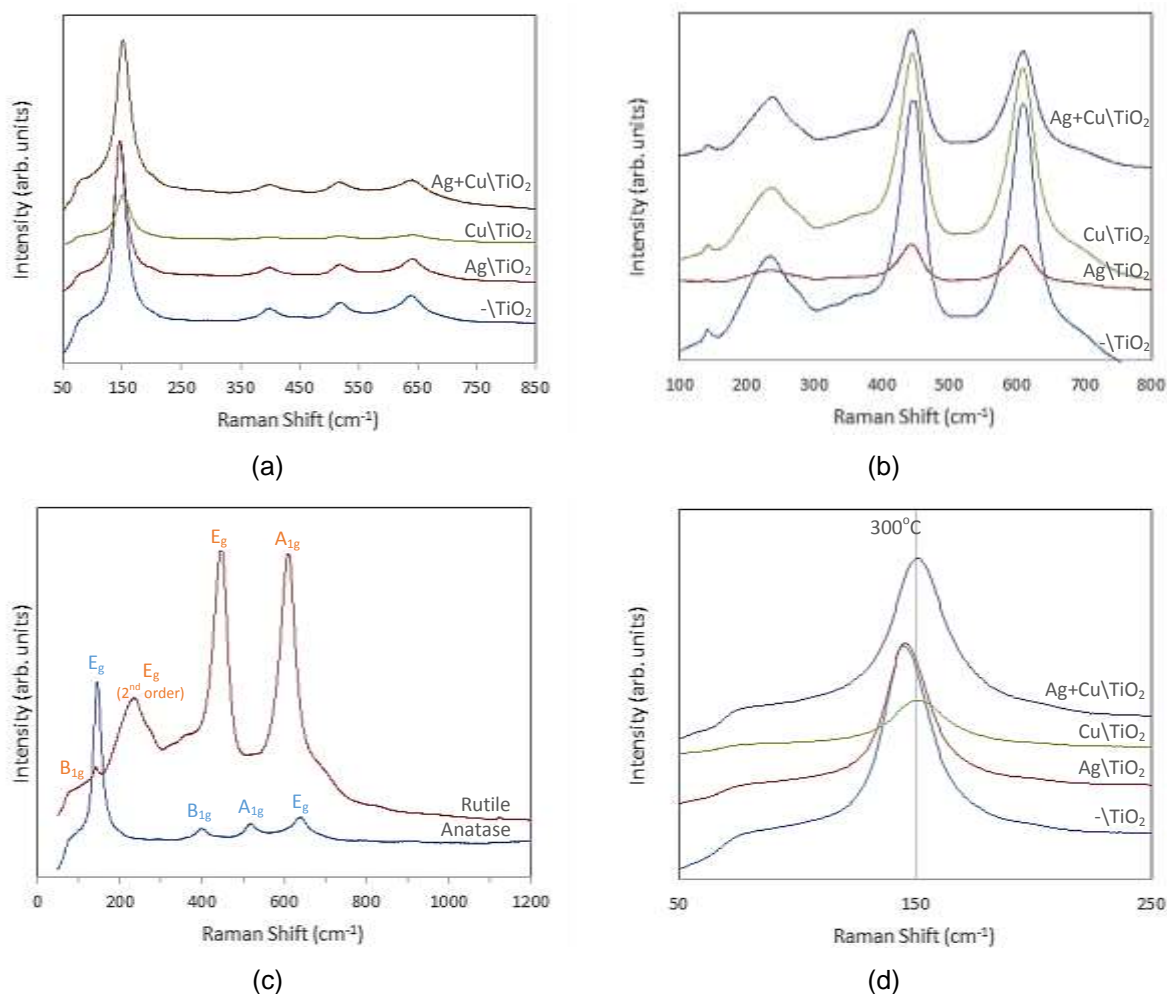 Intensity (arb. units)
Ag+Cu\TiO₂
Cu\TiO₂
Ag\TiO₂
-\TiO₂
50 150 250 350 450 550 650 750 850
Raman Shift (cm⁻¹)
(a)
Intensity (arb. units)
Ag+Cu\TiO₂
Cu\TiO₂
Ag\TiO₂
-\TiO₂
100 200 300 400 500 600 700 800
Raman Shift (cm⁻¹)
(b)
Intensity (arb. units)
E₉
A₁g
Eg
Eg
(2ⁿᵈ order)
B₁g
B₁g
A₁g
Eg
Rutile
Anatase
0 200 400 600 800 1000 1200
Raman Shift (cm⁻¹)
(c)
Intensity (arb. units)
300°C
Ag+Cu\TiO₂
Cu\TiO₂
Ag\TiO₂
-\TiO₂
50 150 250
Raman Shift (cm⁻¹)
(d)